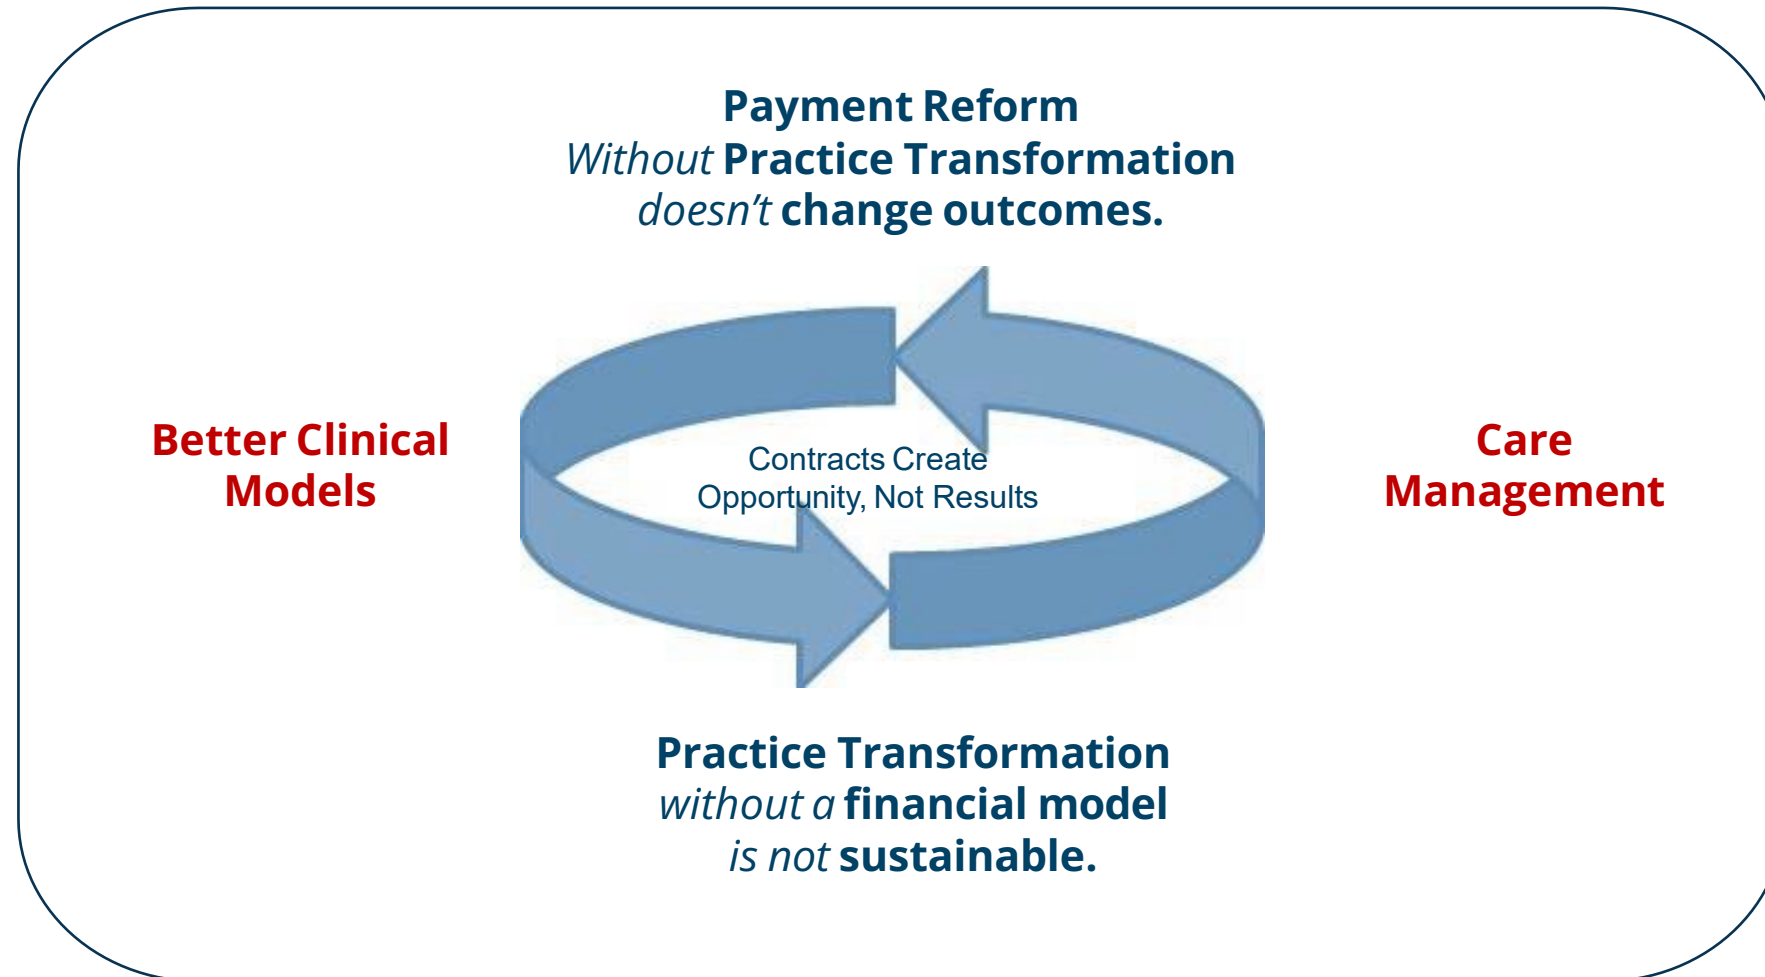 Payment Reform
Without Practice Transformation
doesn’t change outcomes.
Better Clinical
Models
Contracts Create
Opportunity, Not Results
Care
Management
Practice Transformation
without a financial model
is not sustainable.